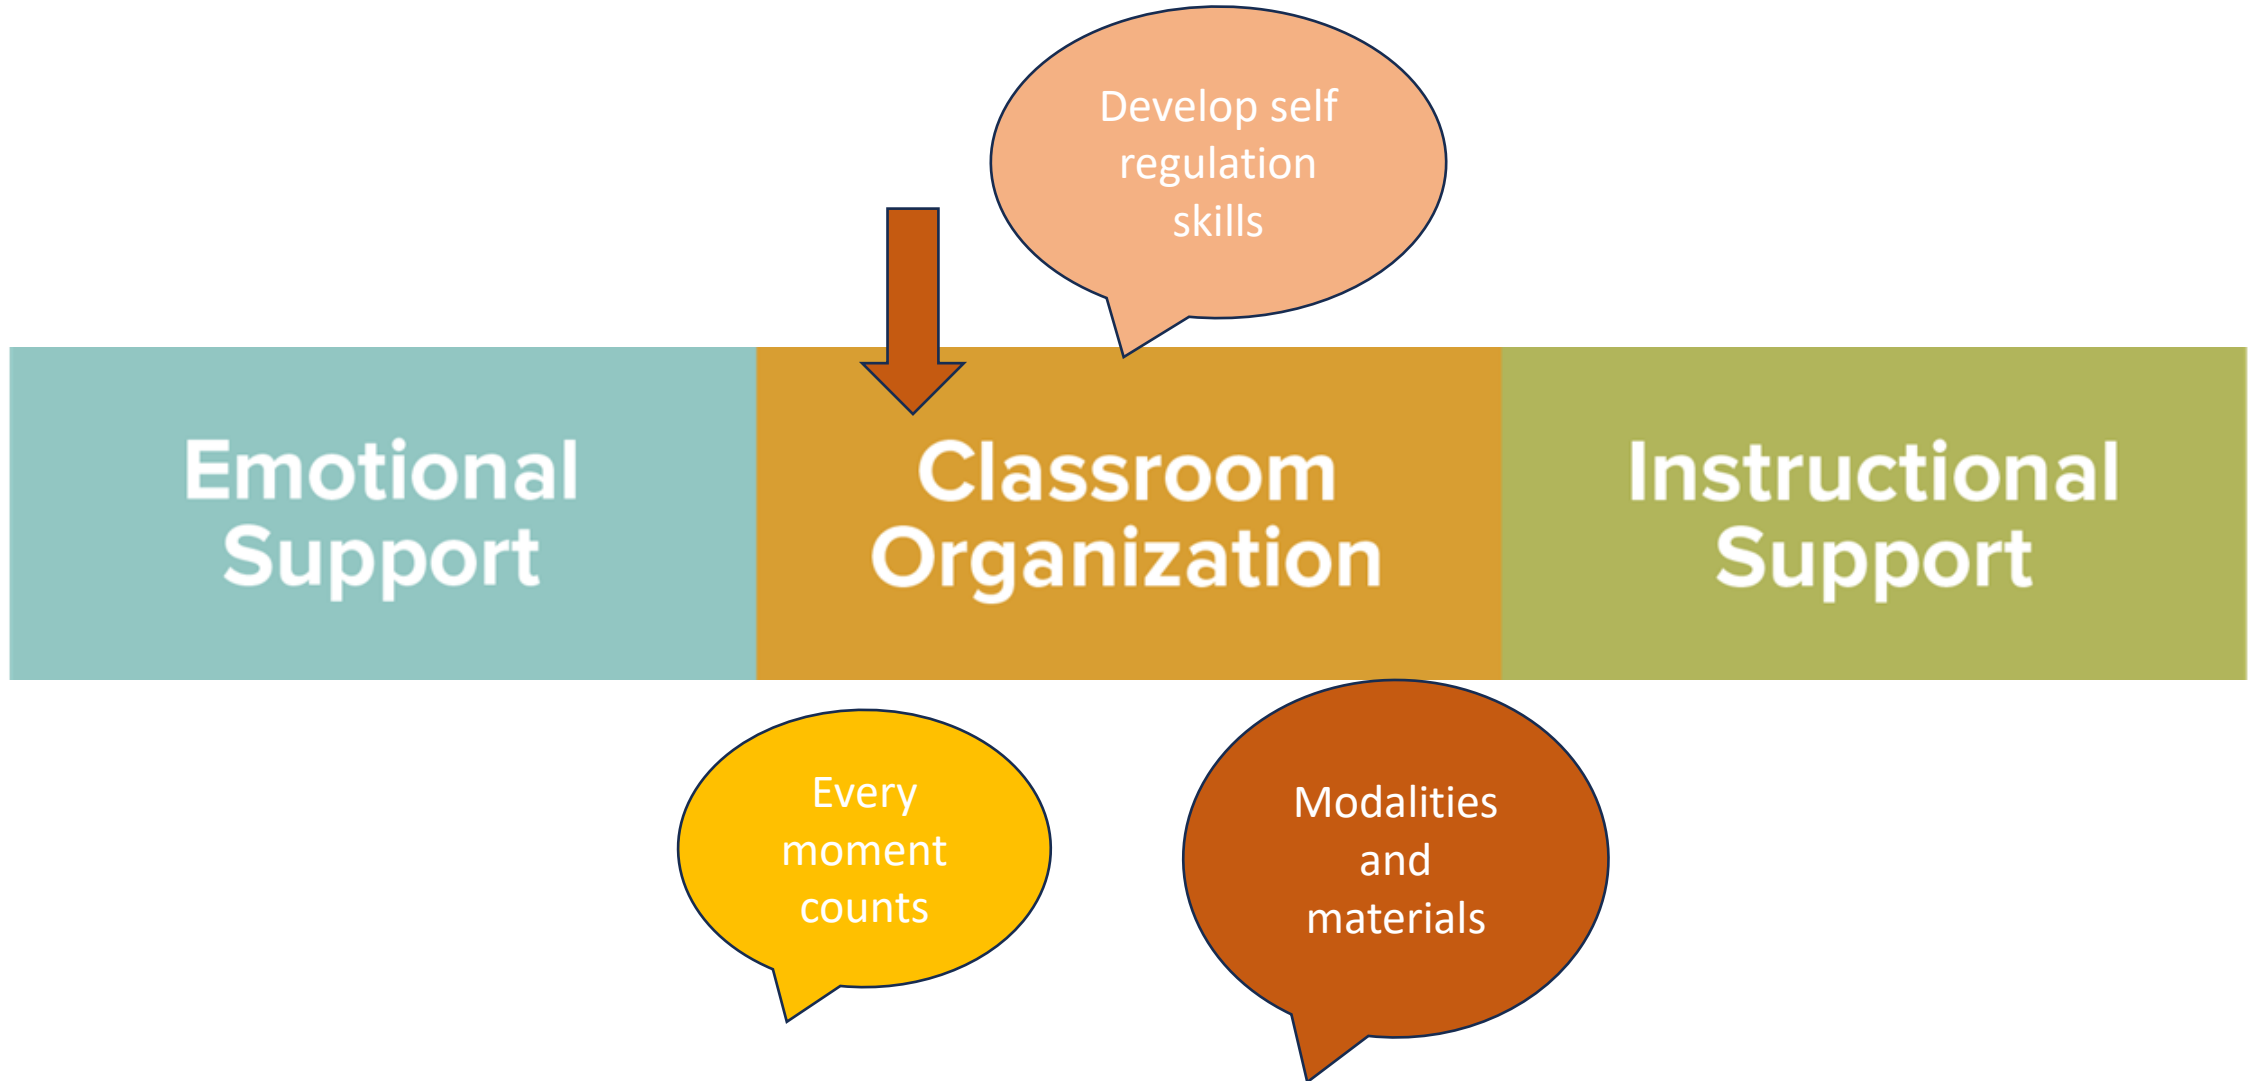 Develop self
regulation
skills
Emotional
Support
Classroom
Organization
Instructional
Support
Every
moment
counts
Modalities
and
materials